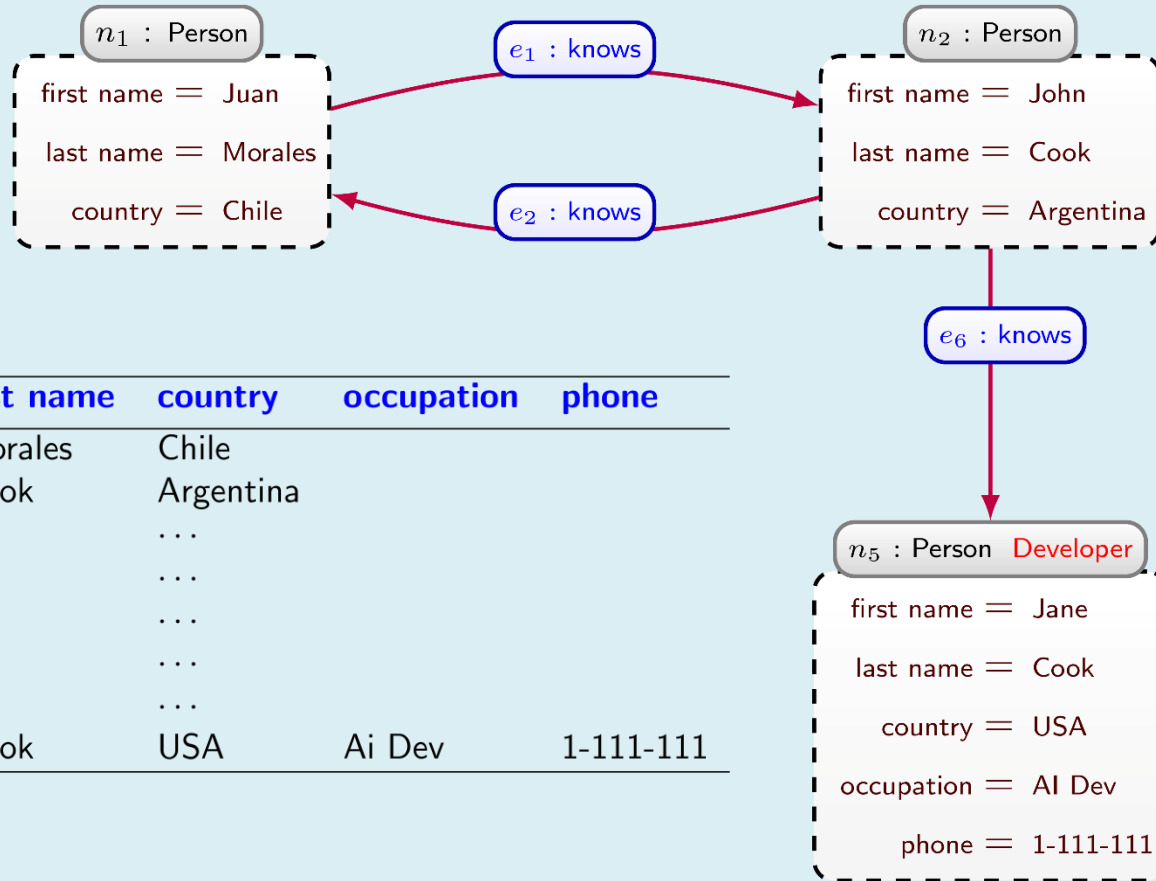 n₁ : Person
first name = Juan
last name = Morales
country = Chile
e₁ : knows
e₂ : knows
n₂ : Person
first name = John
last name = Cook
country = Argentina
e₆ : knows
name country occupation phone
Chile
Argentina
...
...
...
...
...
USA Ai Dev 1-111-111
n₅ : Person Developer
first name = Jane
last name = Cook
country = USA
occupation = AI Dev
phone = 1-111-111